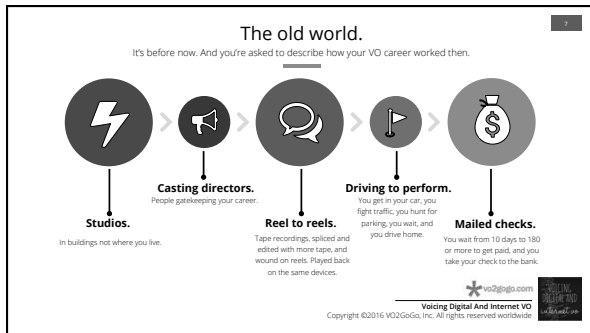 7
The old world.
It's before now. And you're asked to describe how your VO career worked then.
$
Casting directors.
People gatekeeping your career.
Driving to perform.
You get in your car, you
fight traffic, you hunt for
parking, you wait, and
you drive home.
Studios.
In buildings not where you live.
Reel to reels.
Tape recordings, spliced and
edited with more tape, and
wound on reels. Played back
on the same devices.
Mailed checks.
You wait from 10 days to 180
or more to get paid, and you
take your check to the bank.
vo2gogo.com
VOICING
DIGITAL AND
internet vo
Voicing Digital And Internet VO
Copyright ©2016 VO2GoGo, Inc. All rights reserved worldwide